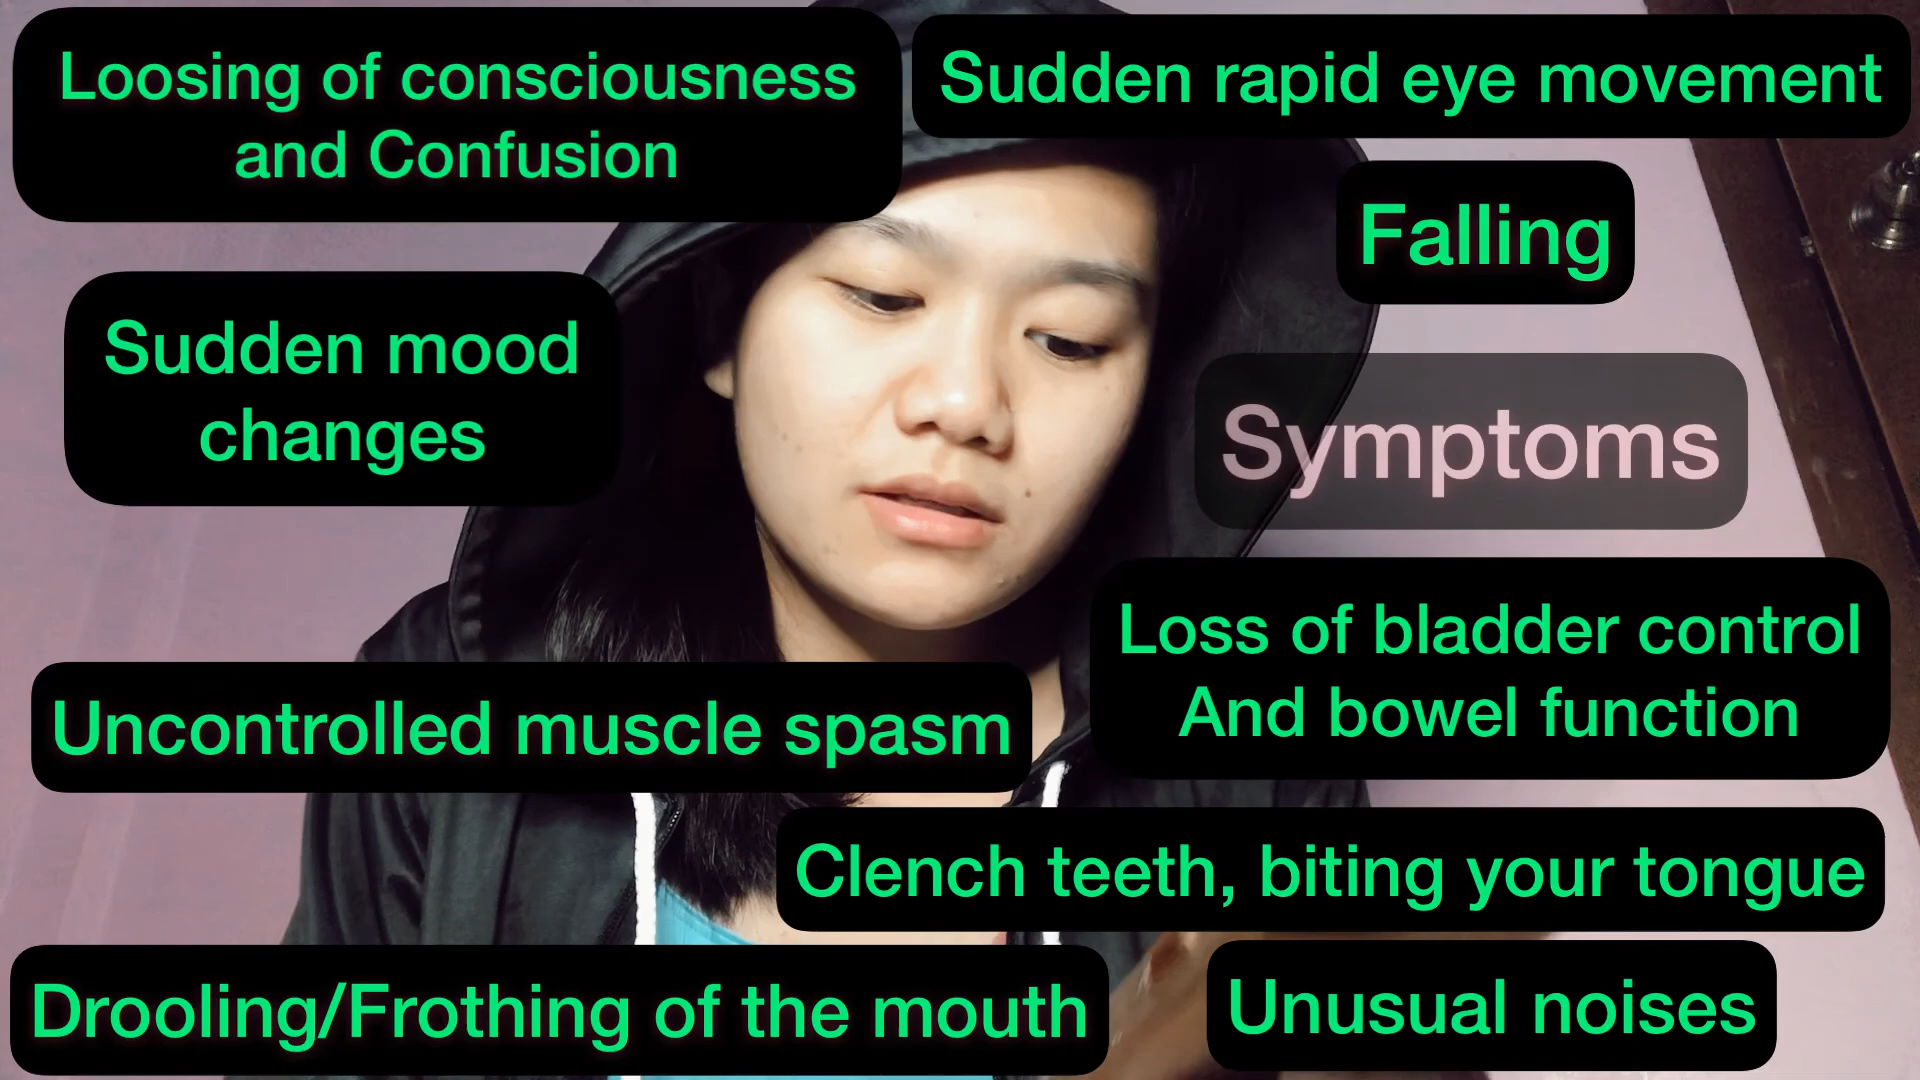 Loosing of consciousness
and Confusion
Sudden rapid eye movement
Falling
Sudden mood
changes
Symptoms
Loss of bladder control
And bowel function
Uncontrolled muscle spasm
Clench teeth, biting your tongue
Drooling/Frothing of the mouth
Unusual noises